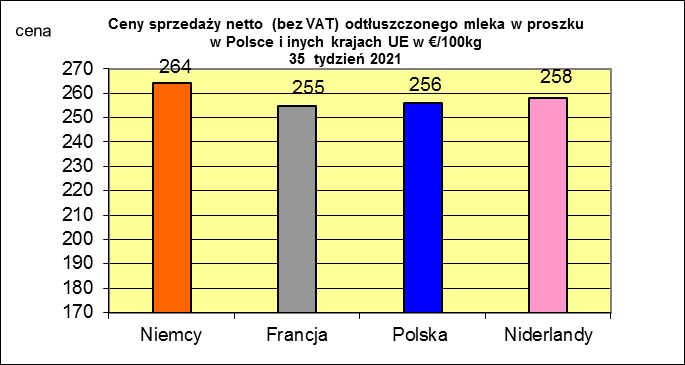 Ceny sprzedaży netto (bez VAT) odtłuszczonego mleka w proszku
w Polsce i inych krajach UE w €/100kg
35 tydzień 2021
cena
270
260
250
240
230
220
210
200
190
180
170
264
255
256
258
Niemcy
Francja
Polska
Niderlandy